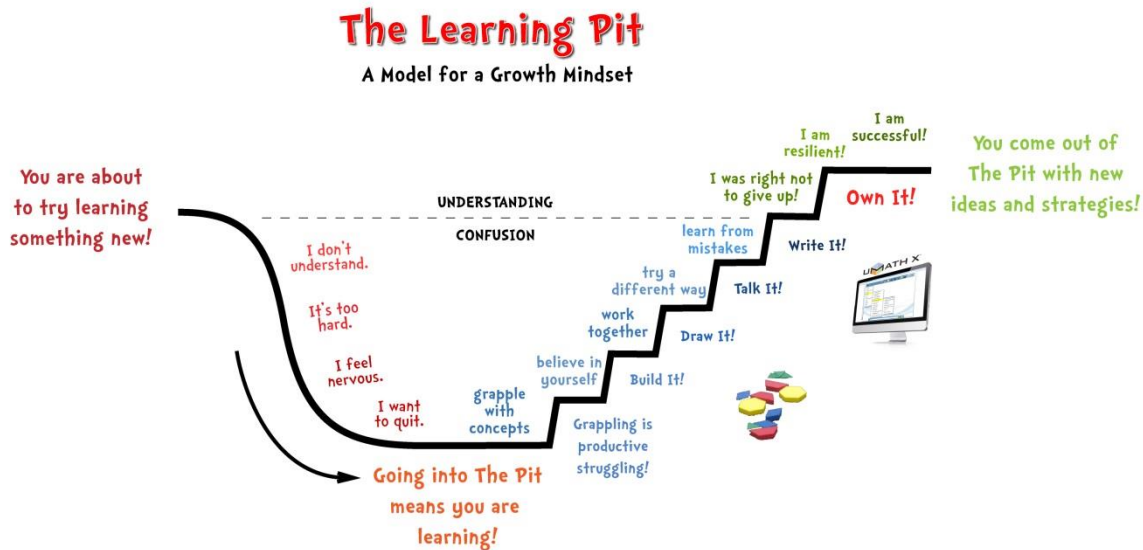 The Learning Pit
A Model for a Growth Mindset
You are about
to try learning
something new!
UNDERSTANDING
CONFUSION
I don't
understand.
It's too
hard.
I feel
nervous.
I want
to quit.
Going into The Pit
means you are
learning!
grapple
with
concepts
Grappling is
productive
struggling!
believe in
yourself
Build It!
work
together
Draw It!
try a
different way
Talk It!
learn from
mistakes
Write It!
I was right not
to give up!
Own It!
I am
resilient!
I am
successful!
You come out of
The Pit with new
ideas and strategies!
uMATH X